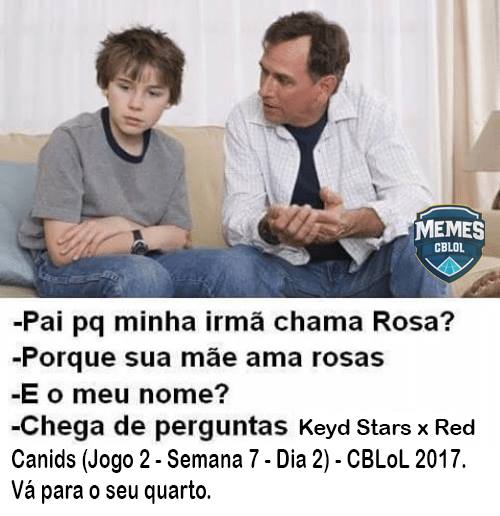 MEMES
CBLOL
-Pai pq minha irmã chama Rosa?
-Porque sua mãe ama rosas
-E o meu nome?
-Chega de perguntas Keyd Stars x Red
Canids (Jogo 2 - Semana 7 - Dia 2) - CBLoL 2017.
Vá para o seu quarto.